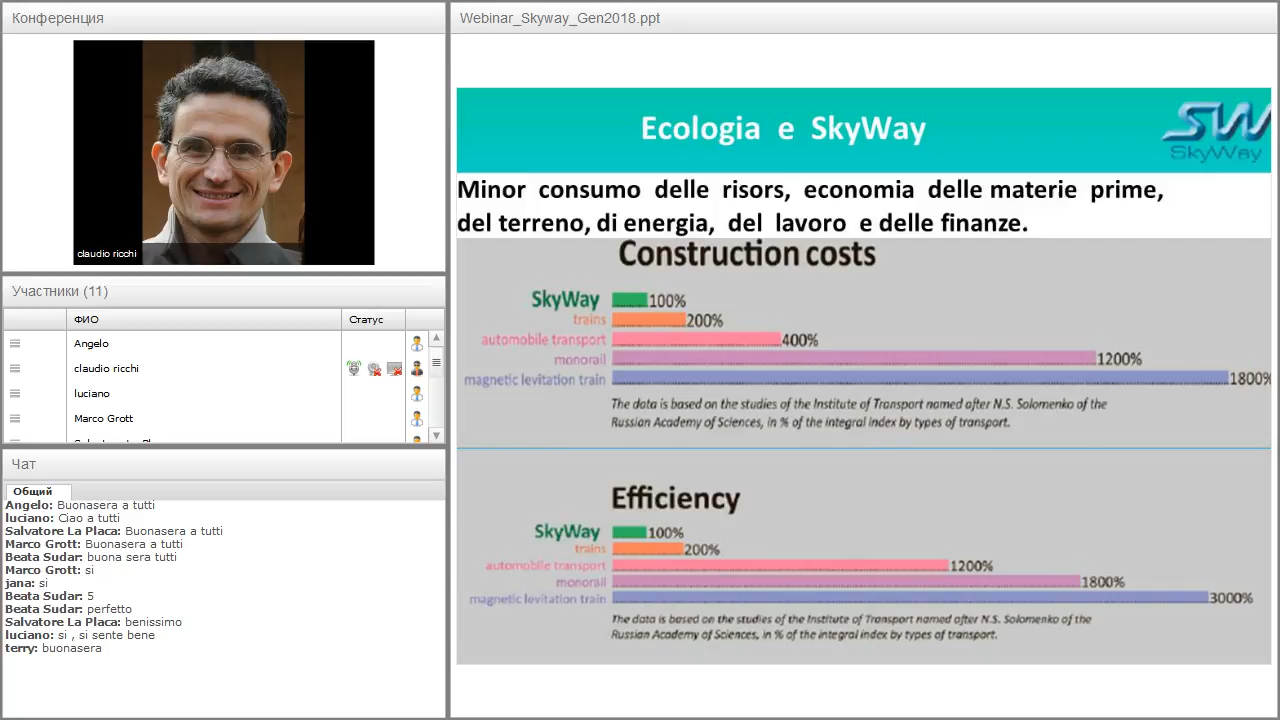 Конференция
claudio ricchi
Участники (11)
ФИО
Статус
Angelo
claudio ricchi
luciano
Marco Grott
Чат
Общий
Angelo: Buonasera a tutti
luciano: Ciao a tutti
Salvatore La Placa: Buonasera a tutti
Marco Grott: Buonasera a tutti
Beata Sudar: buona sera tutti
Marco Grott: si
jana: si
Beata Sudar: 5
Beata Sudar: perfetto
Salvatore La Placa: benissimo
luciano: si , si sente bene
terry: buonasera
Webinar_Skyway_Gen2018.ppt
Ecologia e SkyWay
SW
SkyWay
Minor consumo delle risors, economia delle materie prime,
del terreno, di energia, del lavoro e delle finanze.
Construction costs
SkyWay 100%
trains 200%
automobile transport 400%
monorail 1200%
magnetic levitation train 1800%
The data is based on the studies of the Institute of Transport named after N.S. Solomenko of the
Russian Academy of Sciences, in % of the integral index by types of transport.
Efficiency
SkyWay 100%
trains 200%
automobile transport 1200%
monorail 1800%
magnetic levitation train 3000%
The data is based on the studies of the Institute of Transport named after N.S. Solomenko of the
Russian Academy of Sciences, in % of the integral index by types of transport.